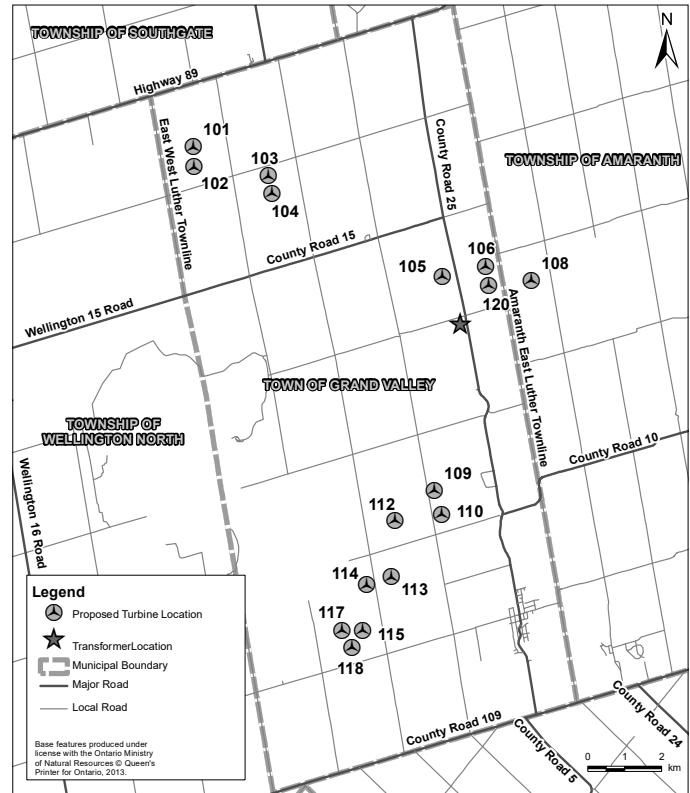 TOWNSHIP OF SOUTHGATE
N
Highway 89
101
East West Luther Townline
County Road 25
102
103
TOWNSHIP OF AMARANTH
104
County Road 15
106
105
108
120
Wellington 15 Road
Amaranth East Luther Townline
TOWN OF GRAND VALLEY
TOWNSHIP OF
WELLINGTON NORTH
County Road 10
Wellington 16 Road
109
112
110
114
113
117
115
118
Legend
Proposed Turbine Location
TransformerLocation
Municipal Boundary
Major Road
Local Road
Base features produced under
license with the Ontario Ministry
of Natural Resources © Queen's
Printer for Ontario, 2013.
County Road 109
County Road 5
County Road 24
0 1 2
km